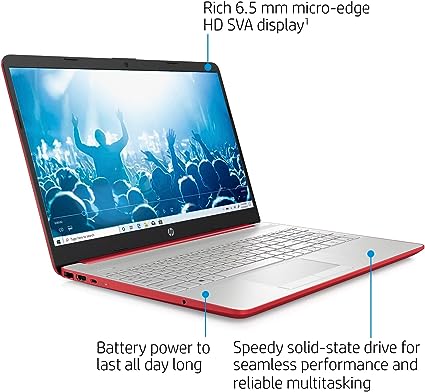 Rich 6.5 mm micro-edge
HD SVA display¹
hp
Battery power to
last all day long
Speedy solid-state drive for
seamless performance and
reliable multitasking